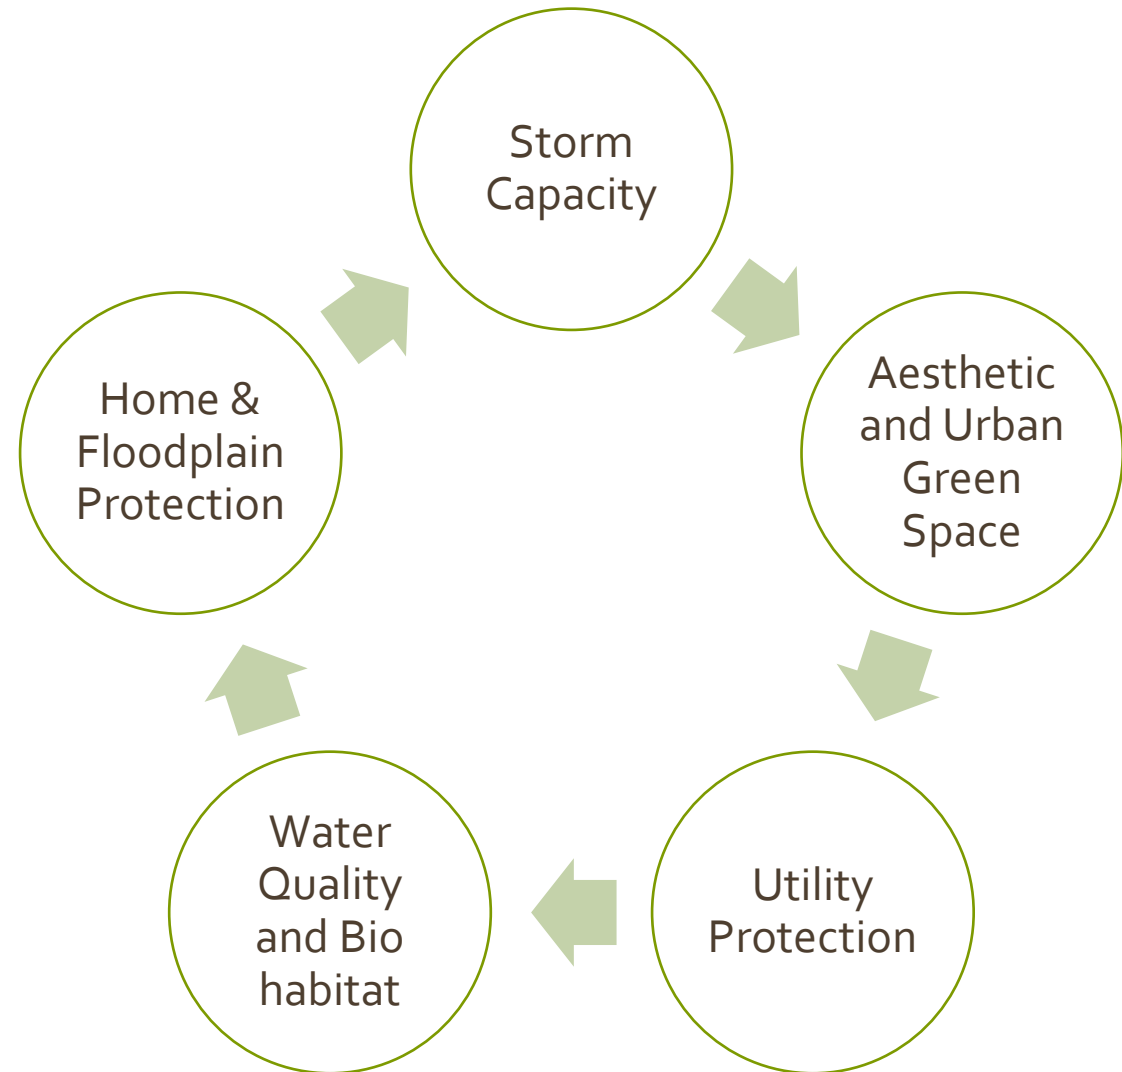 Storm
Capacity
Aesthetic
and Urban
Green
Space
Utility
Protection
Water
Quality
and Bio
habitat
Home &
Floodplain
Protection